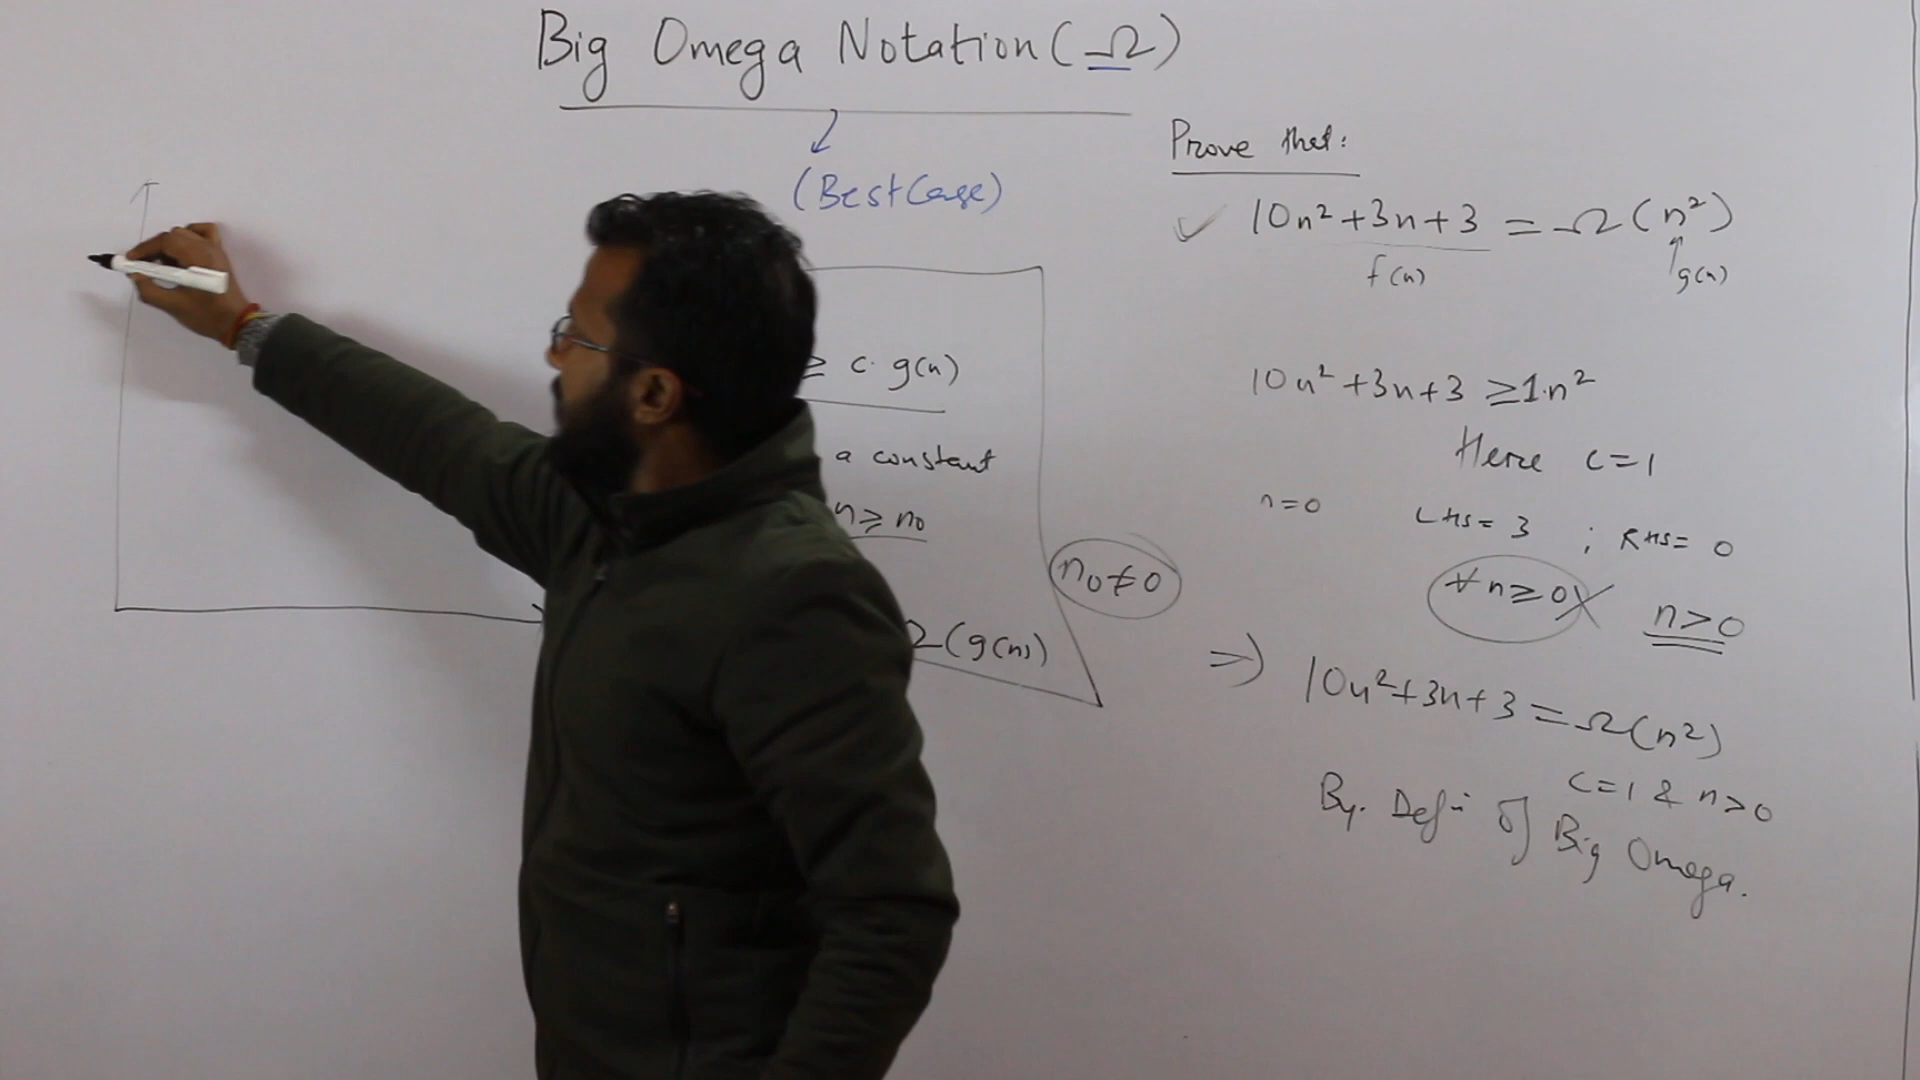 Big Omega Notation (Ω)
(Best Case)
≥ c. g(n)
a constant
n ≥ n₀
Ω(g(n))
n₀ ≠ 0
Prove that:
✓ 10n² + 3n + 3 = Ω(n²)
f(n)
g(n)
10n² + 3n + 3 ≥ 1.n²
Here c = 1
n = 0 LHS = 3 ; RHS = 0
∀ n ≥ 0 n > 0
⇒ 10n² + 3n + 3 = Ω(n²)
c = 1 & n > 0
By. Defn of Big Omega.